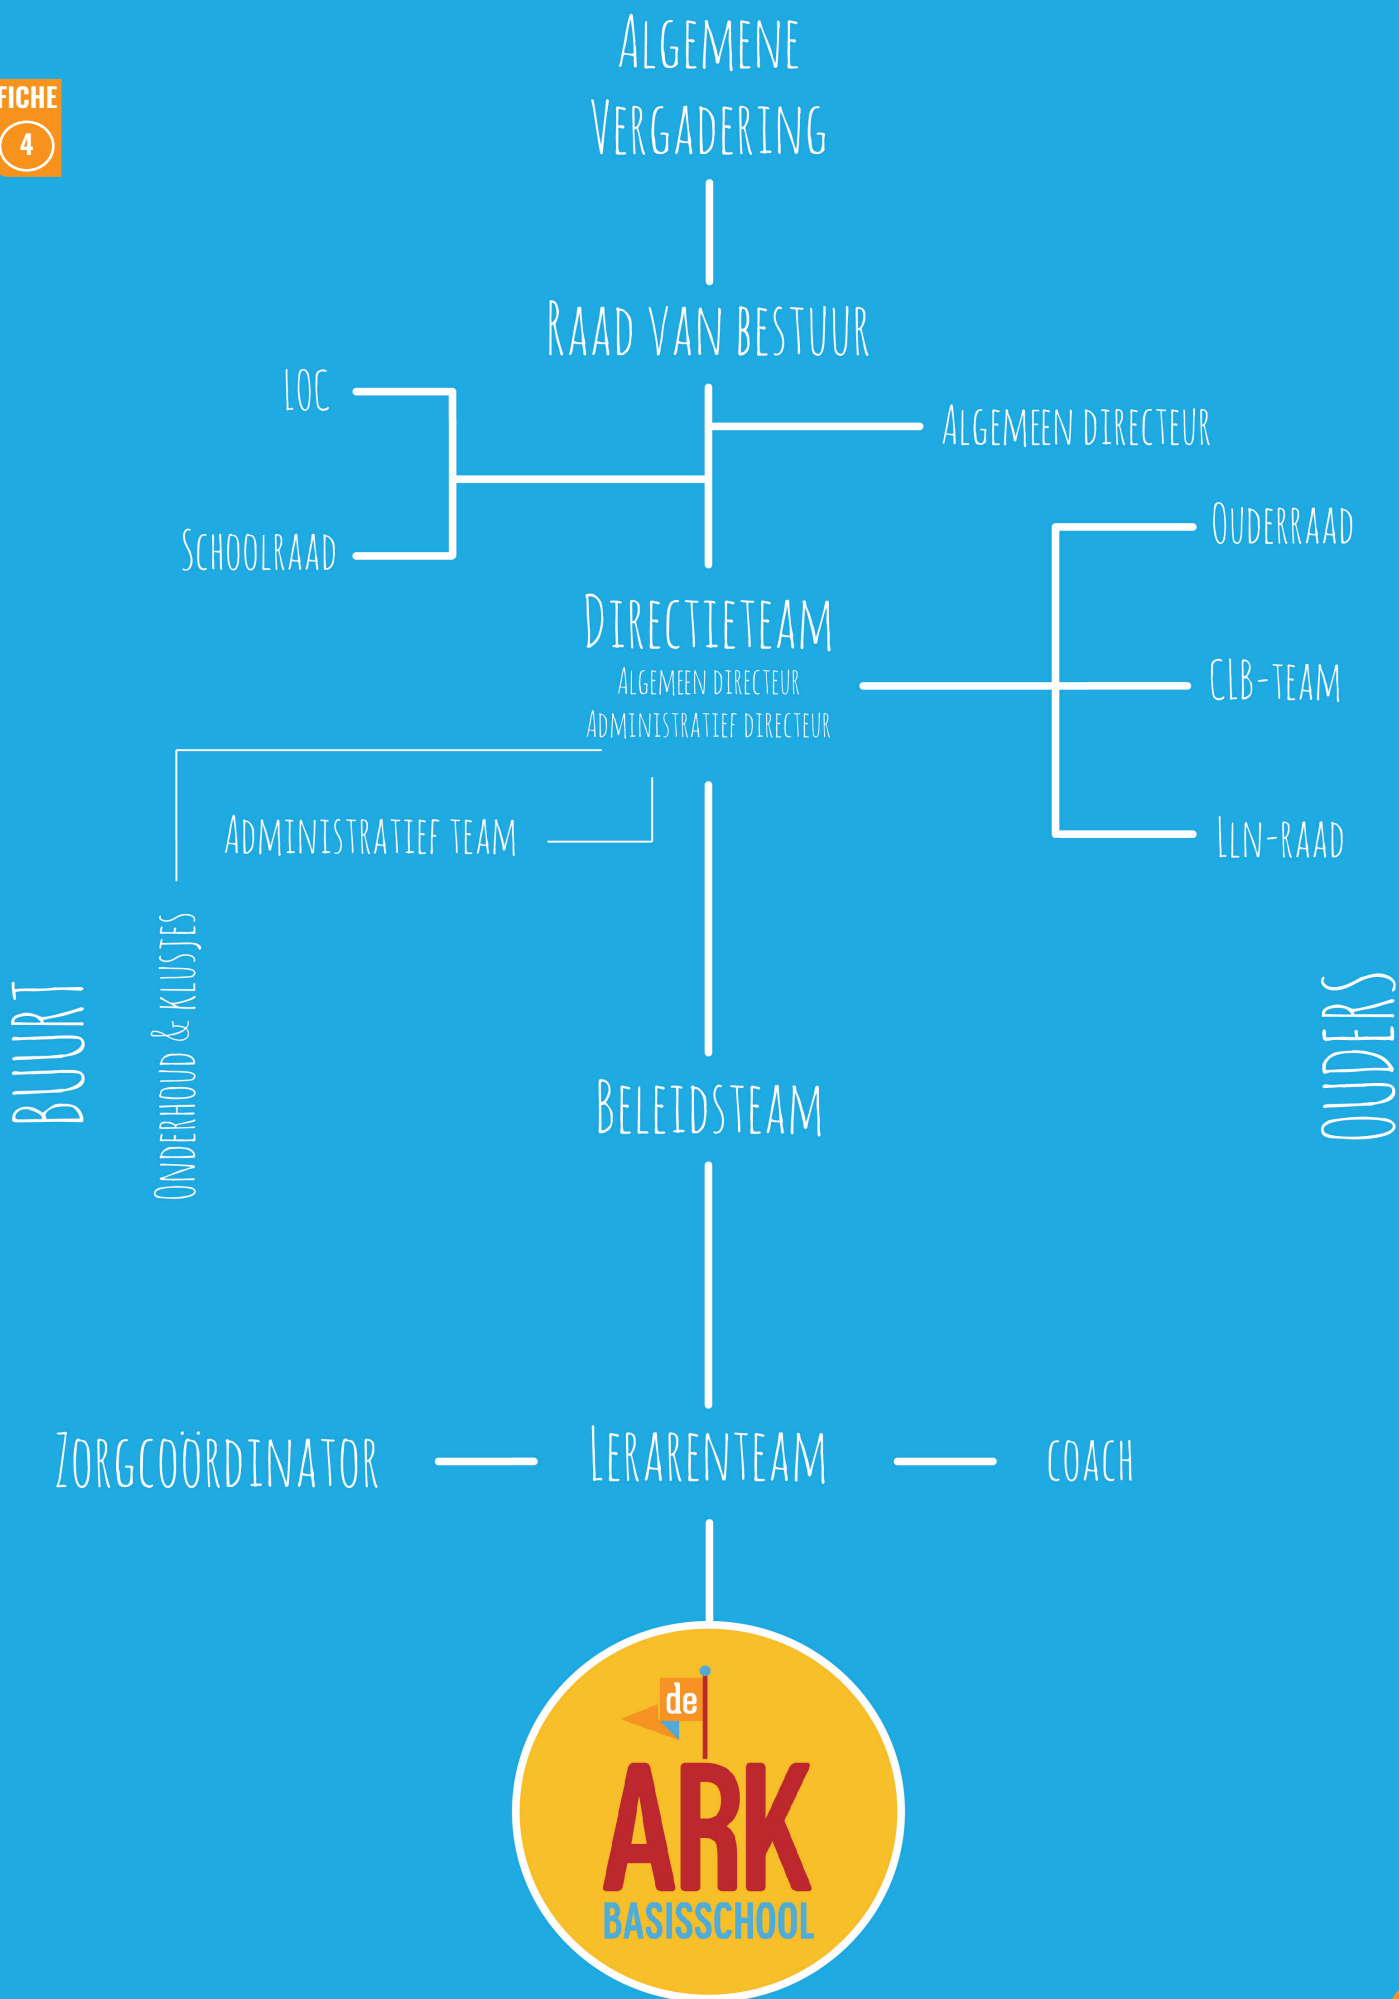 Algemene
Vergadering
FICHE
4
Raad van bestuur
LOC
Algemeen directeur
Schoolraad
Ouderraad
Directieteam
Algemeen directeur
Administratief directeur
CLB-team
Administratief team
Lln-raad
Onderhoud & klusjes
BUURT
OUDERS
Beleidsteam
Zorgcoördinator
Lerarenteam
coach
de
ARK
BASISSCHOOL